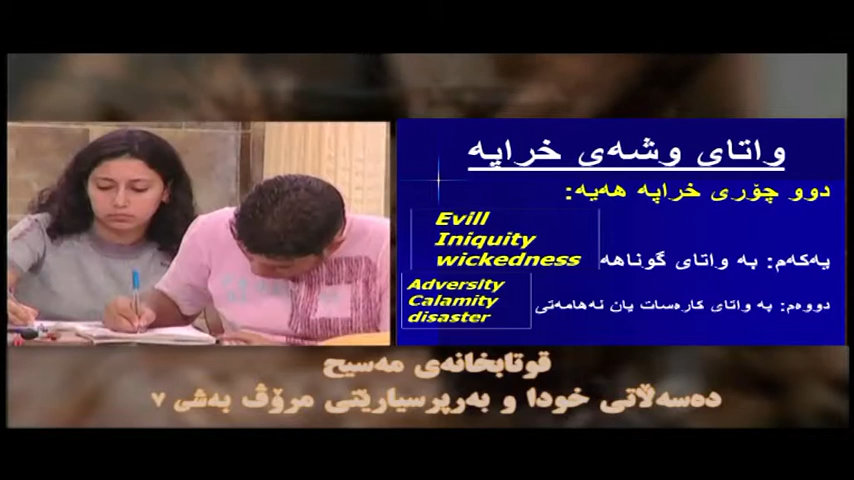 واتای وشەی خراپە
دوو جۆری خراپە هەیە:
Evill
Iniquity
wickedness
یەکەم: بە واتای گوناهە
Adversity
Calamity
disaster
دووەم: بە واتای کارەسات یان نەهامەتی
قوتابخانەی مەسیح
دەسەڵاتی خودا و بەرپرسیارێتی مرۆڤ بەشی ٧